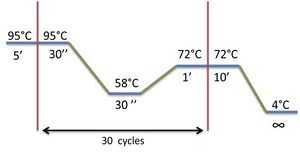 95°C 95°C
5’ 30’’
58°C
30 ’’
72°C 72°C
1’ 10’
4°C
∞
30 cycles